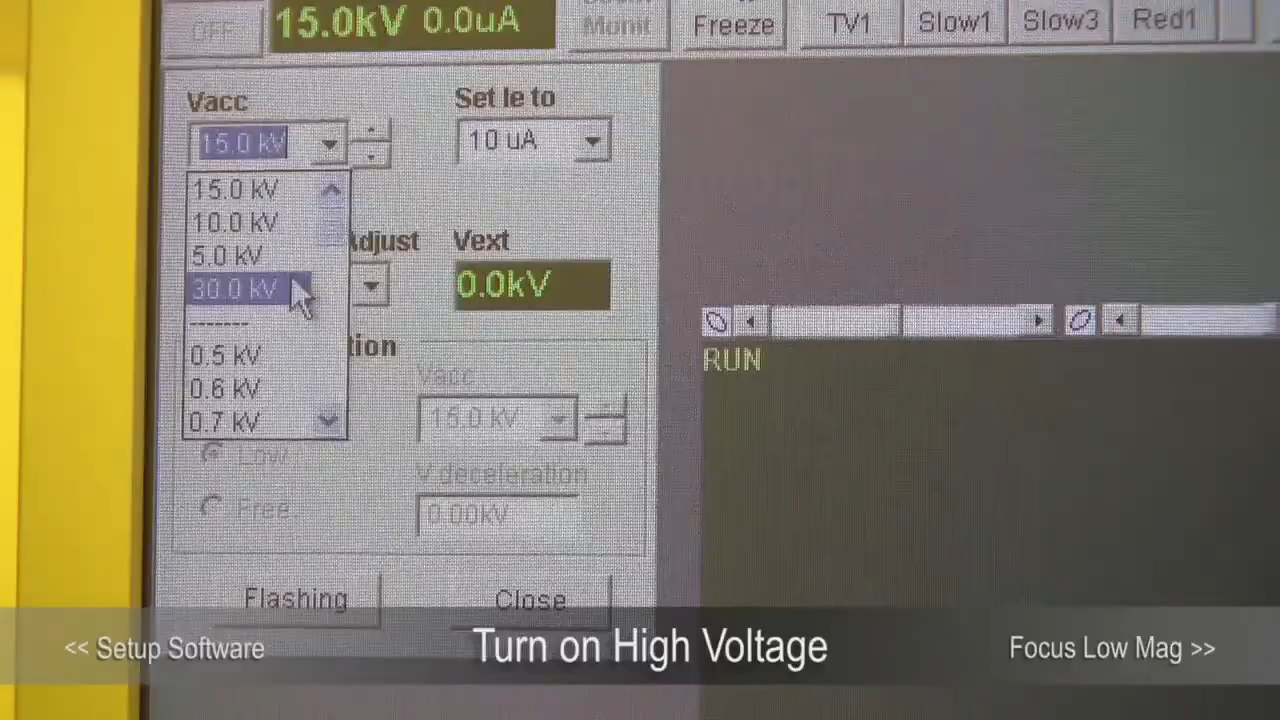 OFF 15.0kV 0.0uA Monit Freeze TV1 Slow1 Slow3 Red1
Vacc Set Ie to
15.0 kV 10 uA
15.0 kV
10.0 kV
5.0 kV
Adjust Vext
30.0 kV 0.0kV
-------
RUN
tion
0.5 kV
Vacc
0.6 kV
15.0 kV
0.7 kV
Low
V deceleration
Free
0.00kV
Flashing Close
<< Setup Software Turn on High Voltage Focus Low Mag >>